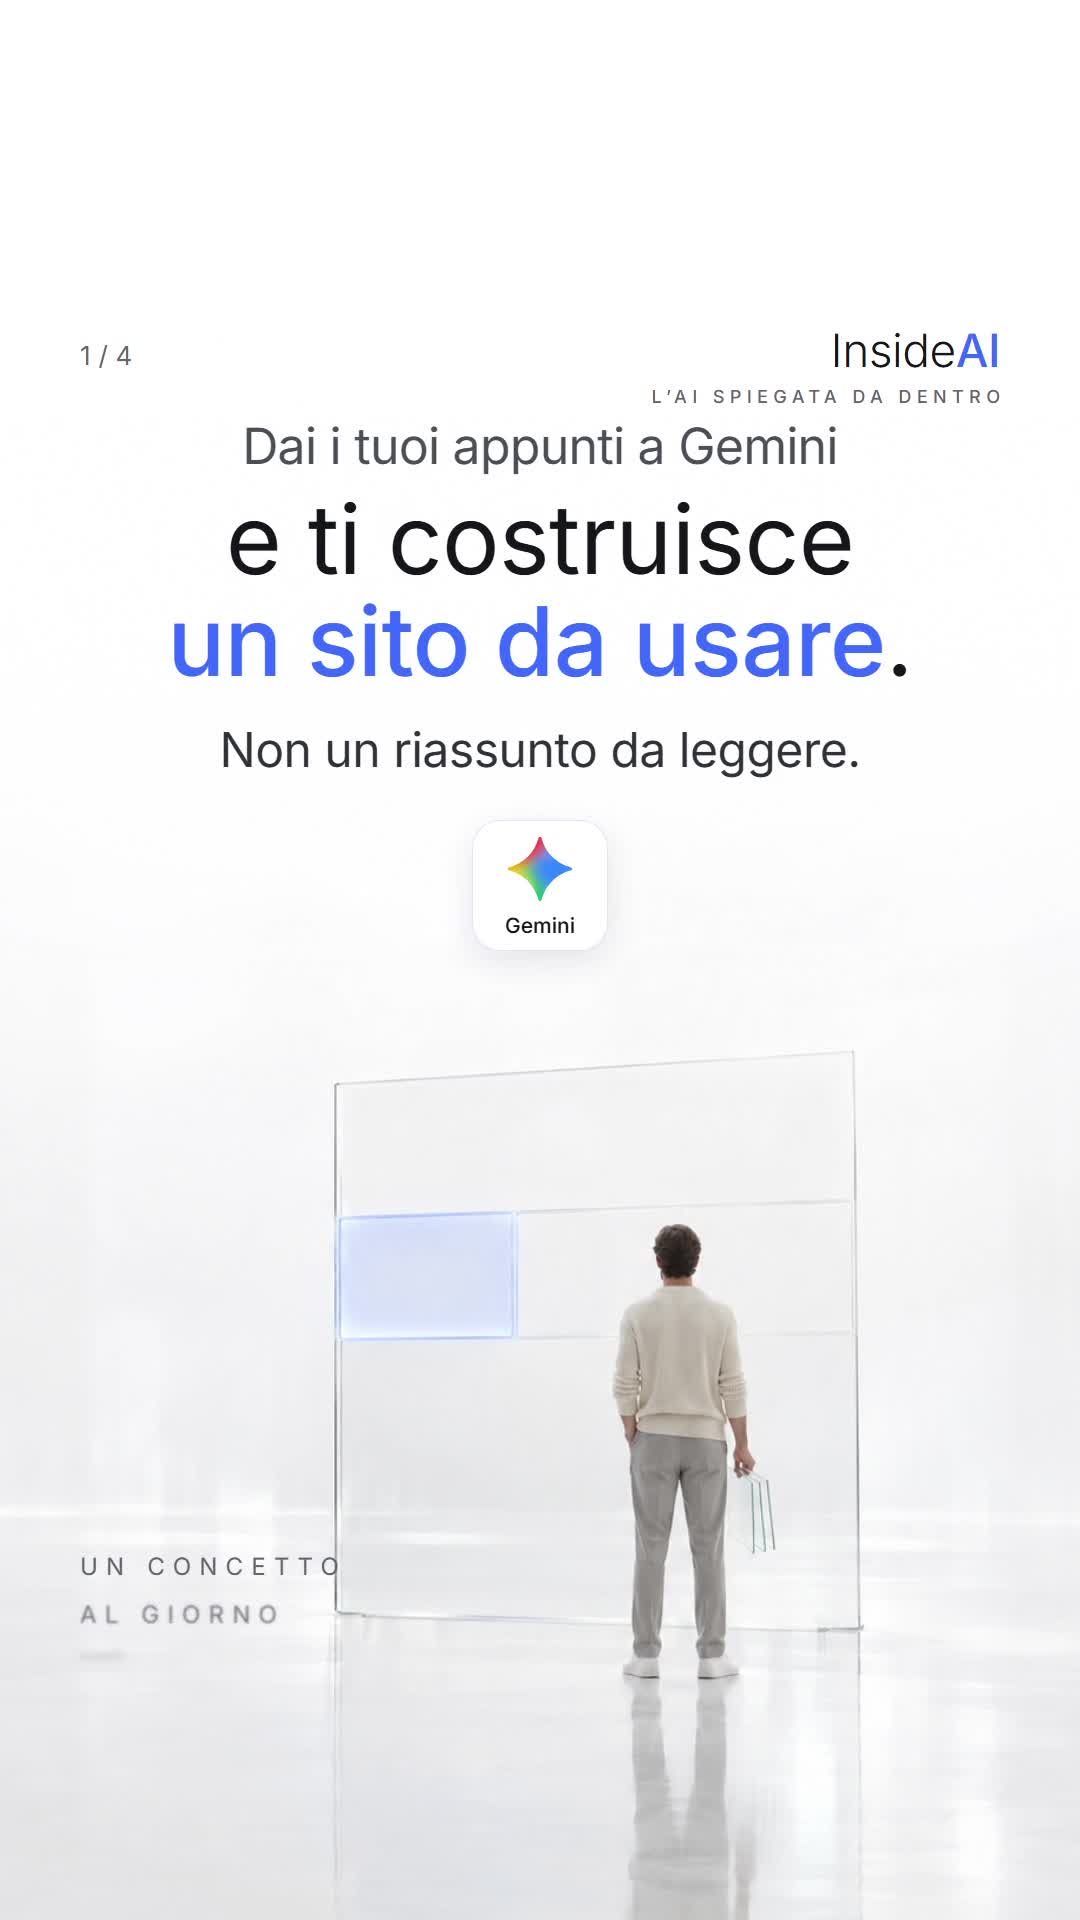 1 / 4
InsideAI
L'AI SPIEGATA DA DENTRO
Dai i tuoi appunti a Gemini
e ti costruisce
un sito da usare.
Non un riassunto da leggere.
Gemini
UN CONCETTO
AL GIORNO